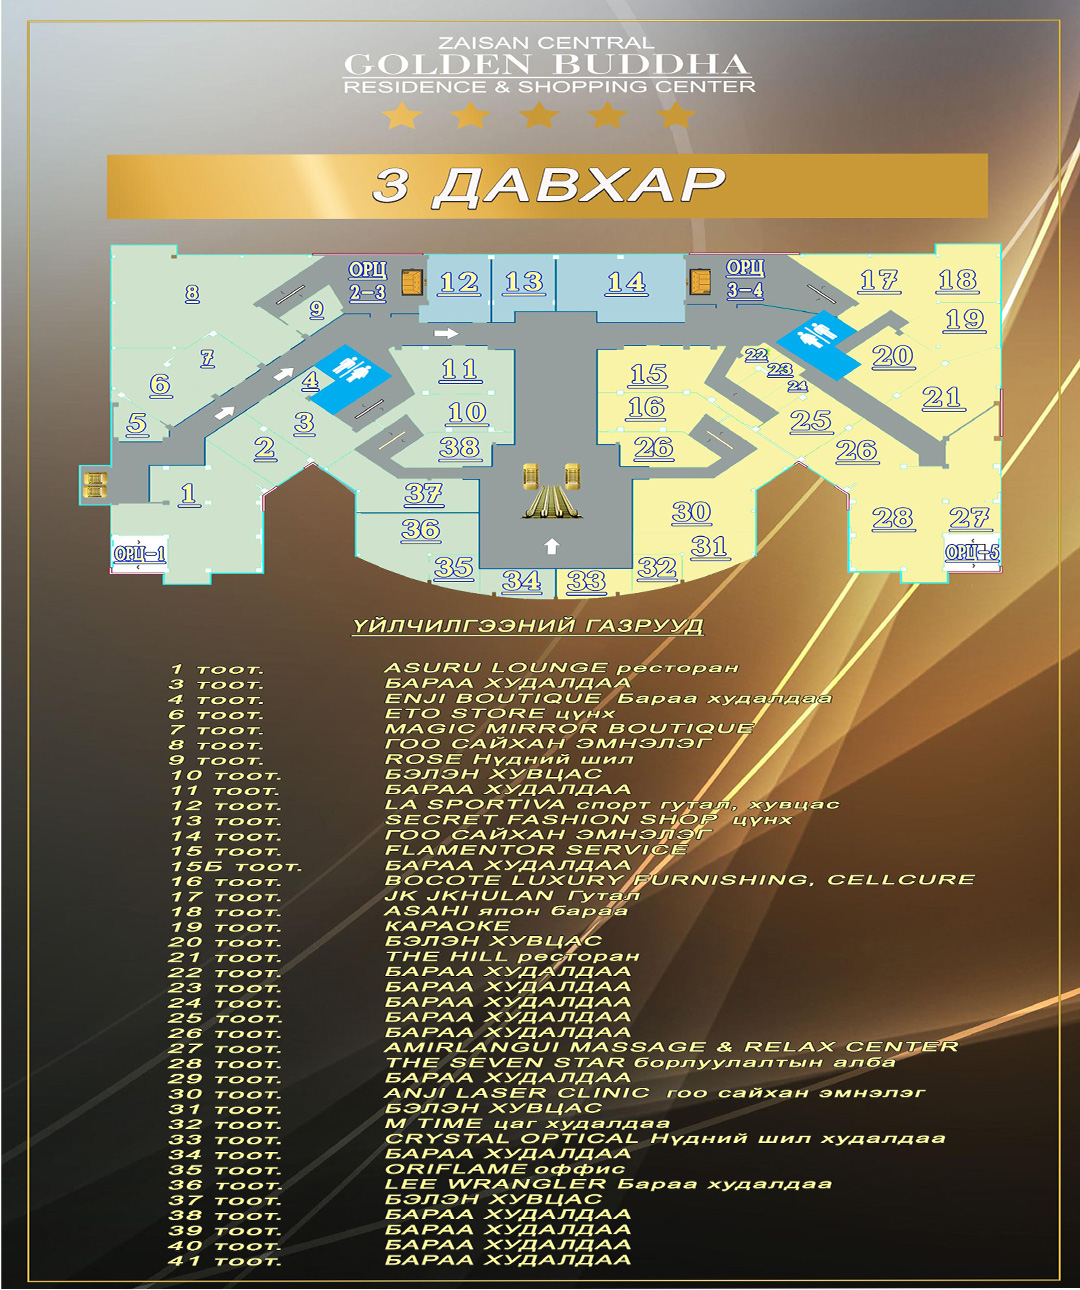 ZAISAN CENTRAL
GOLDEN BUDDHA
RESIDENCE & SHOPPING CENTER
3 ДАВХАР
8
9
ОРЦ
2-3
12
13
14
ОРЦ
3-4
17
18
19
7
6
5
4
3
2
1
11
10
38
15
16
26
22
23
24
20
21
25
26
37
36
35
34
33
32
30
31
28
27
ОРЦ-1
ОРЦ-5
ҮЙЛЧИЛГЭЭНИЙ ГАЗРУУД
1 тоот. ASURU LOUNGE ресторан
3 тоот. БАРАА ХУДАЛДАА
4 тоот. ENJI BOUTIQUE Бараа худалдаа
6 тоот. ETO STORE цүнх
7 тоот. MAGIC MIRROR BOUTIQUE
8 тоот. ГОО САЙХАН ЭМНЭЛЭГ
9 тоот. ROSE Нүдний шил
10 тоот. БЭЛЭН ХУВЦАС
11 тоот. БАРАА ХУДАЛДАА
12 тоот. LA SPORTIVA спорт гутал, хувцас
13 тоот. SECRET FASHION SHOP цүнх
14 тоот. ГОО САЙХАН ЭМНЭЛЭГ
15 тоот. FLAMENTOR SERVICE
15Б тоот. БАРАА ХУДАЛДАА
16 тоот. BOCOTE LUXURY FURNISHING, CELLCURE
17 тоот. JK JKHULAN Гутал
18 тоот. ASAHI япон бараа
19 тоот. КАРАОКЕ
20 тоот. БЭЛЭН ХУВЦАС
21 тоот. THE HILL ресторан
22 тоот. БАРАА ХУДАЛДАА
23 тоот. БАРАА ХУДАЛДАА
24 тоот. БАРАА ХУДАЛДАА
25 тоот. БАРАА ХУДАЛДАА
26 тоот. БАРАА ХУДАЛДАА
27 тоот. AMIRLANGUI MASSAGE & RELAX CENTER
28 тоот. THE SEVEN STAR борлуулалтын алба
29 тоот. БАРАА ХУДАЛДАА
30 тоот. ANJI LASER CLINIC гоо сайхан эмнэлэг
31 тоот. БЭЛЭН ХУВЦАС
32 тоот. M TIME цаг худалдаа
33 тоот. CRYSTAL OPTICAL Нүдний шил худалдаа
34 тоот. БАРАА ХУДАЛДАА
35 тоот. ORIFLAME оффис
36 тоот. LEE WRANGLER Бараа худалдаа
37 тоот. БЭЛЭН ХУВЦАС
38 тоот. БАРАА ХУДАЛДАА
39 тоот. БАРАА ХУДАЛДАА
40 тоот. БАРАА ХУДАЛДАА
41 тоот. БАРАА ХУДАЛДАА